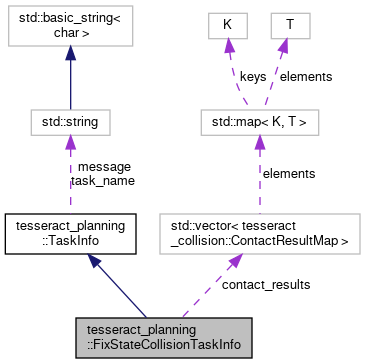 std::basic_string<
char >
K
T
keys
elements
std::string
std::map< K, T >
message
task_name
elements
tesseract_planning
::TaskInfo
std::vector< tesseract
_collision::ContactResultMap >
contact_results
tesseract_planning
::FixStateCollisionTaskInfo